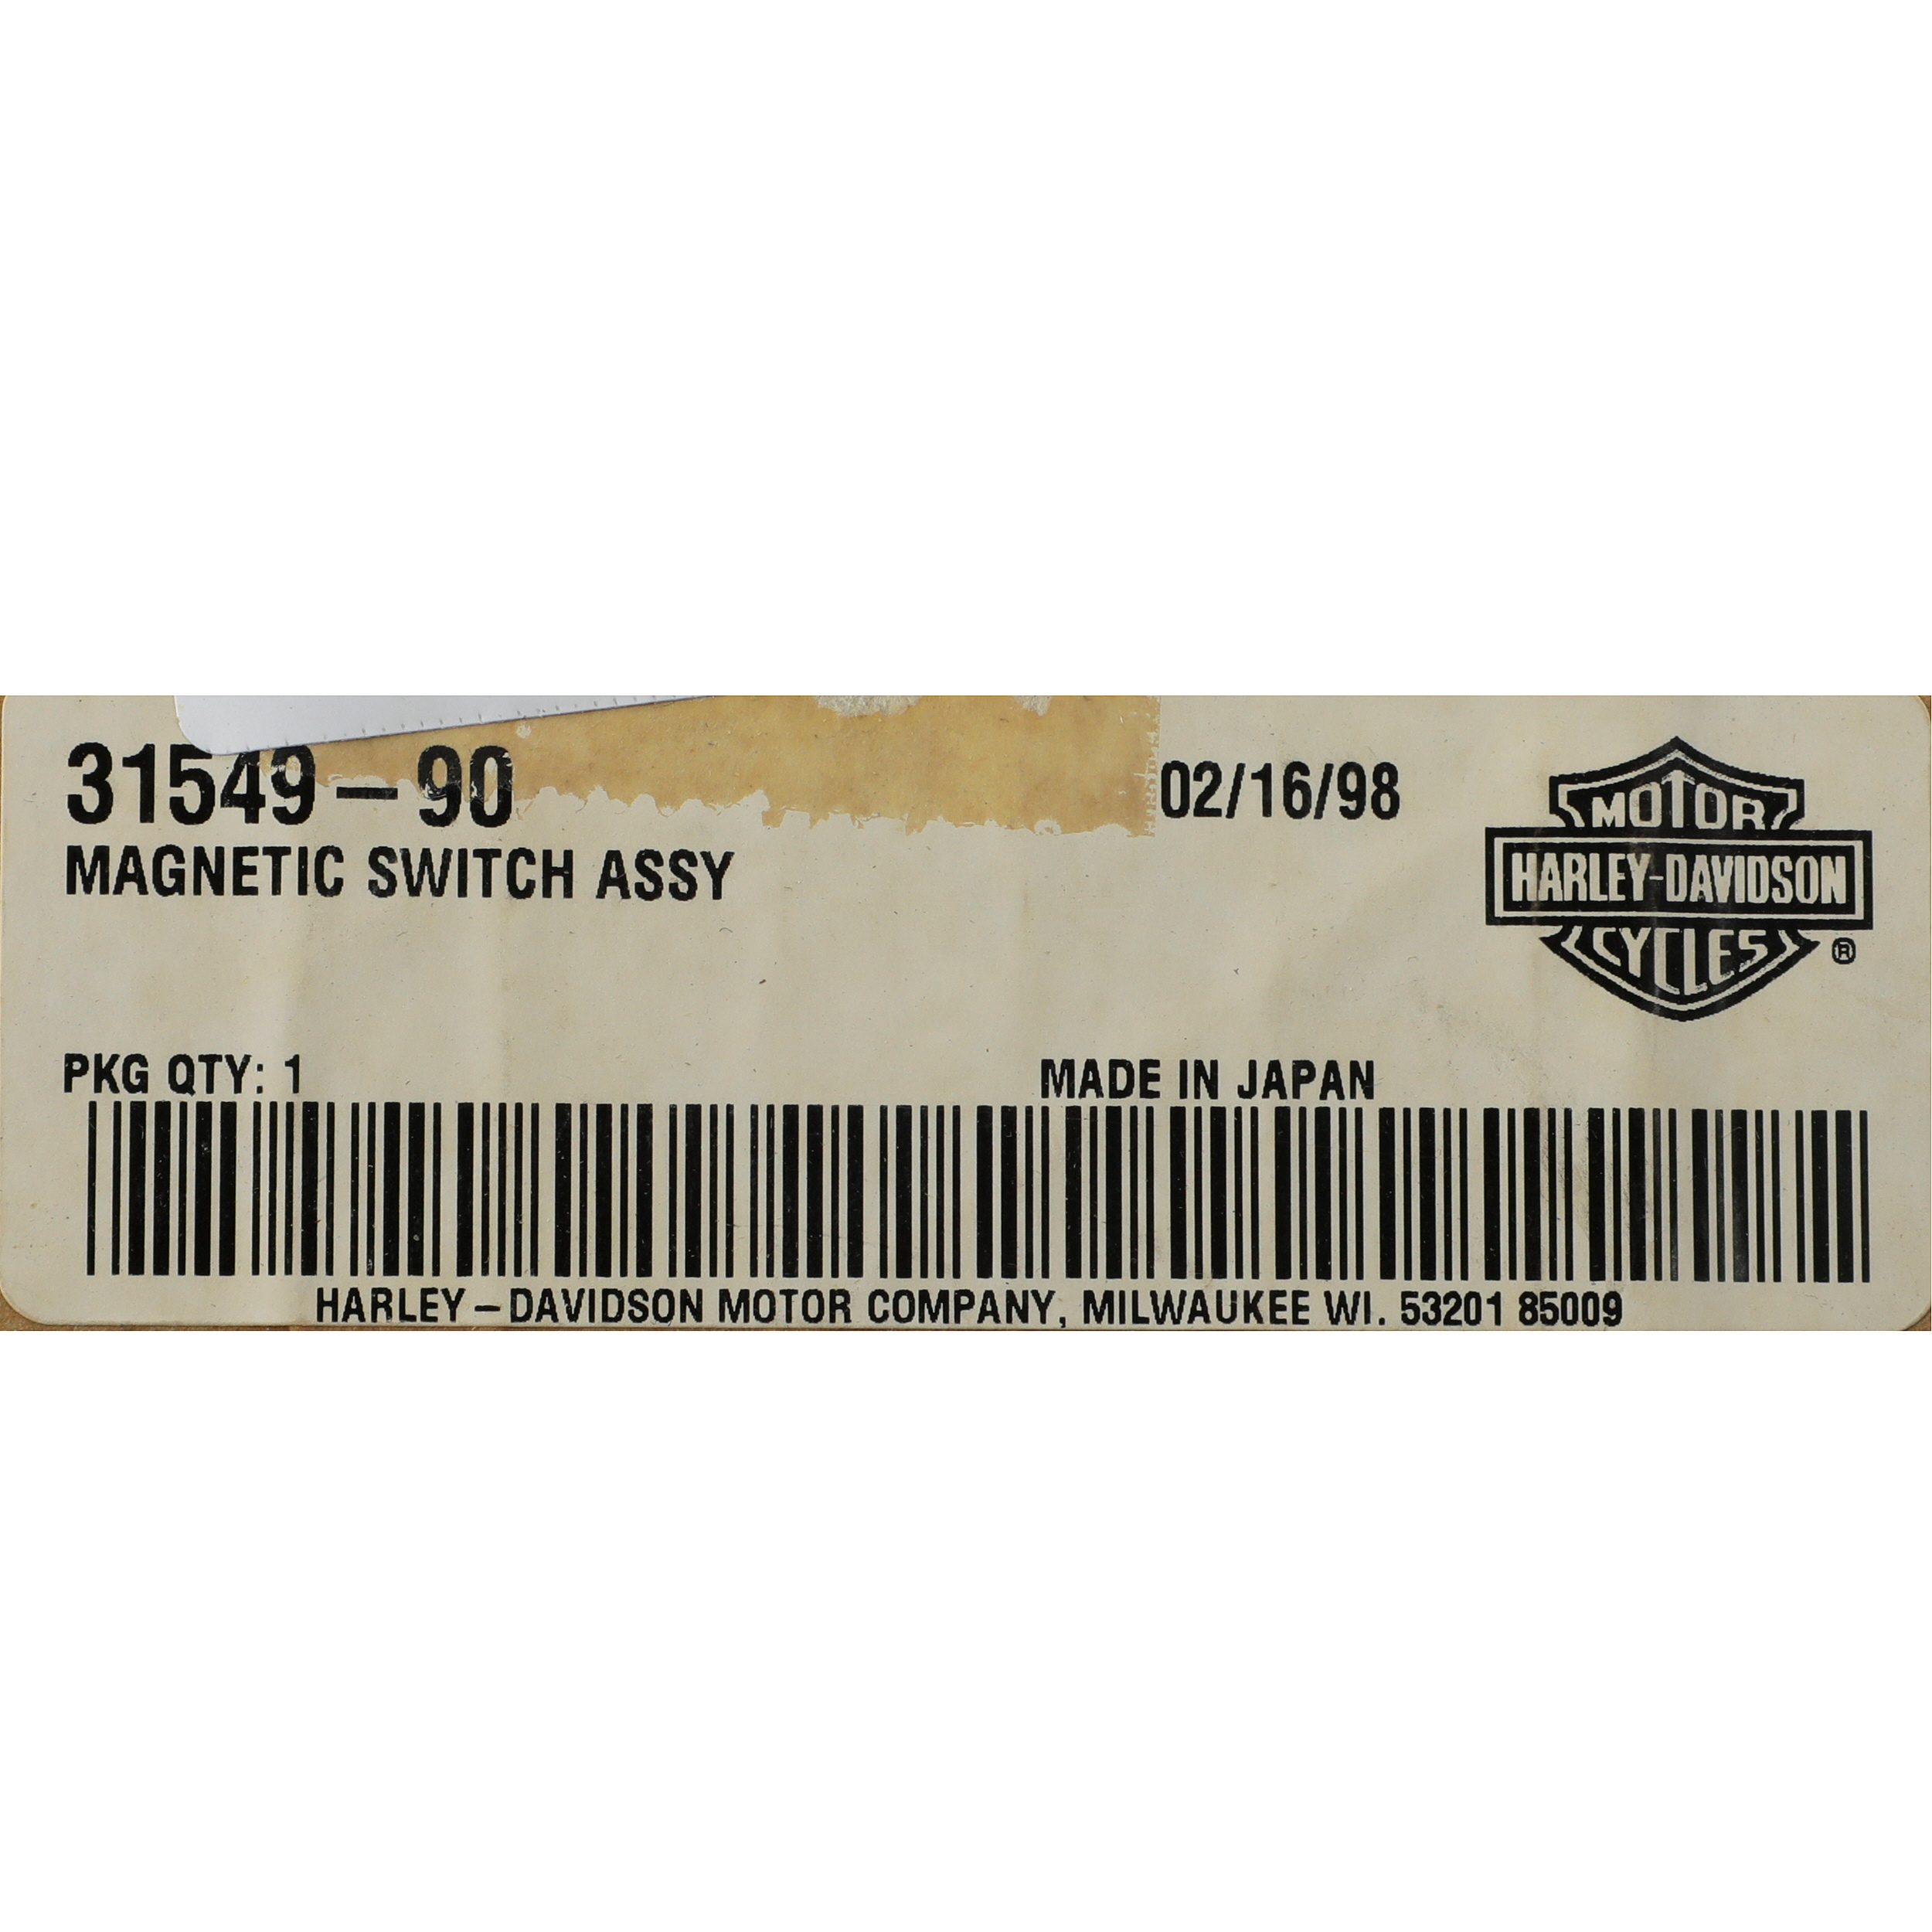 31549-90
02/16/98
MAGNETIC SWITCH ASSY
MOTOR
HARLEY-DAVIDSON
CYCLES
®
PKG QTY: 1
MADE IN JAPAN
HARLEY-DAVIDSON MOTOR COMPANY, MILWAUKEE WI. 53201 85009